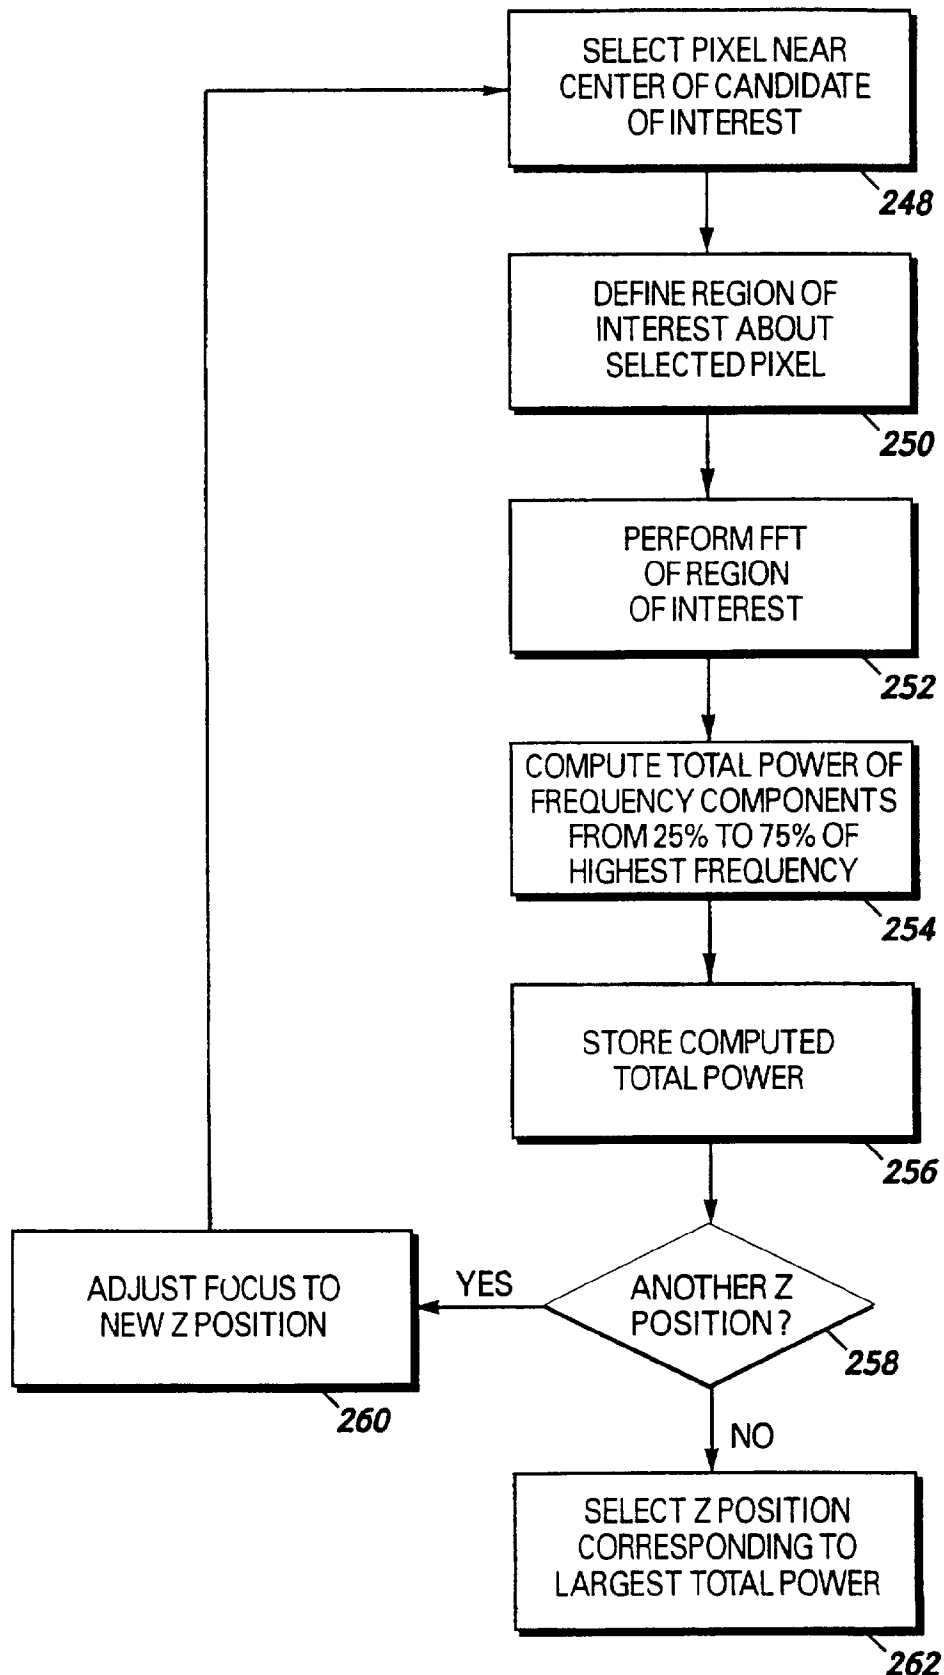 SELECT PIXEL NEAR
CENTER OF CANDIDATE
OF INTEREST
248
DEFINE REGION OF
INTEREST ABOUT
SELECTED PIXEL
250
PERFORM FFT
OF REGION
OF INTEREST
252
COMPUTE TOTAL POWER OF
FREQUENCY COMPONENTS
FROM 25% TO 75% OF
HIGHEST FREQUENCY
254
STORE COMPUTED
TOTAL POWER
256
ANOTHER Z
POSITION?
258
YES
ADJUST FOCUS TO
NEW Z POSITION
260
NO
SELECT Z POSITION
CORRESPONDING TO
LARGEST TOTAL POWER
262